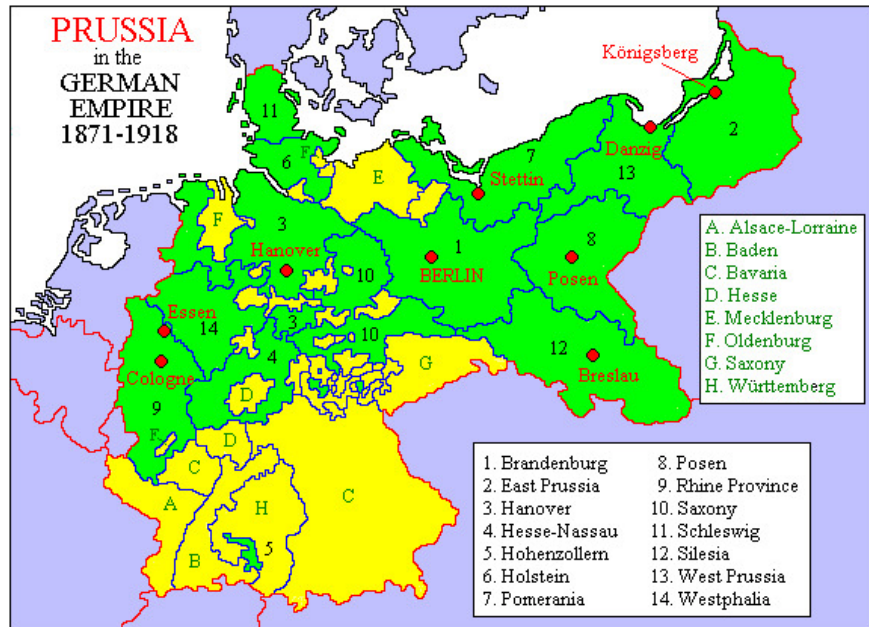 PRUSSIA
in the
GERMAN
EMPIRE
1871-1918
Königsberg
11
2
7
Danzig
6
F
13
E
Stettin
F
3
A. Alsace-Lorraine
B. Baden
C. Bavaria
D. Hesse
E. Mecklenburg
F. Oldenburg
G. Saxony
H. Württemberg
Hanover
1
8
10
BERLIN
Posen
Essen
14
3
10
4
12
Cologne
G
Breslau
D
9
F
D
C
A
H
C
5
B
1. Brandenburg
2. East Prussia
3. Hanover
4. Hesse-Nassau
5. Hohenzollern
6. Holstein
7. Pomerania
8. Posen
9. Rhine Province
10. Saxony
11. Schleswig
12. Silesia
13. West Prussia
14. Westphalia